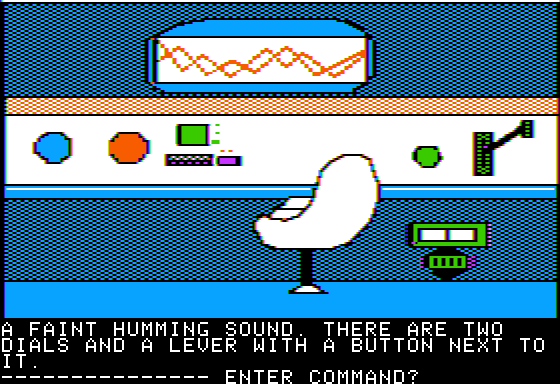 A FAINT HUMMING SOUND. THERE ARE TWO
DIALS AND A LEVER WITH A BUTTON NEXT TO
IT.
--------------- ENTER COMMAND?